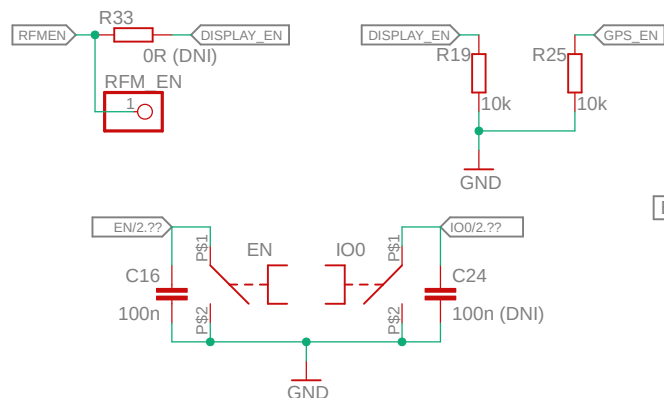 R33
RFMEN
DISPLAY_EN
0R (DNI)
RFM_EN
1
DISPLAY_EN
GPS_EN
R19
R25
10k
10k
GND
EN/2.??
P$1
EN
IO0
P$1
IO0/2.??
C16
C24
100n
P$2
P$2
100n (DNI)
GND